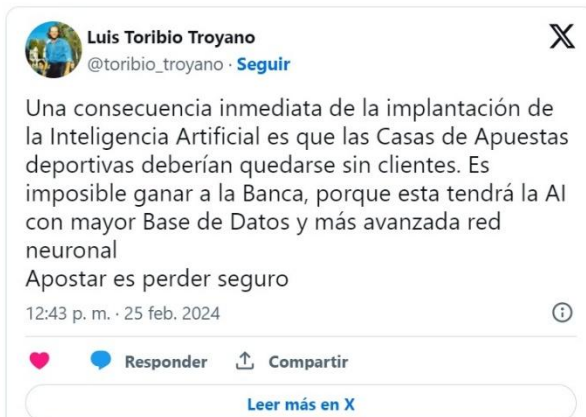 Luis Toribio Troyano
@toribio_troyano · Seguir
Una consecuencia inmediata de la implantación de
la Inteligencia Artificial es que las Casas de Apuestas
deportivas deberían quedarse sin clientes. Es
imposible ganar a la Banca, porque esta tendrá la AI
con mayor Base de Datos y más avanzada red
neuronal
Apostar es perder seguro
12:43 p. m. · 25 feb. 2024
Responder Compartir
Leer más en X